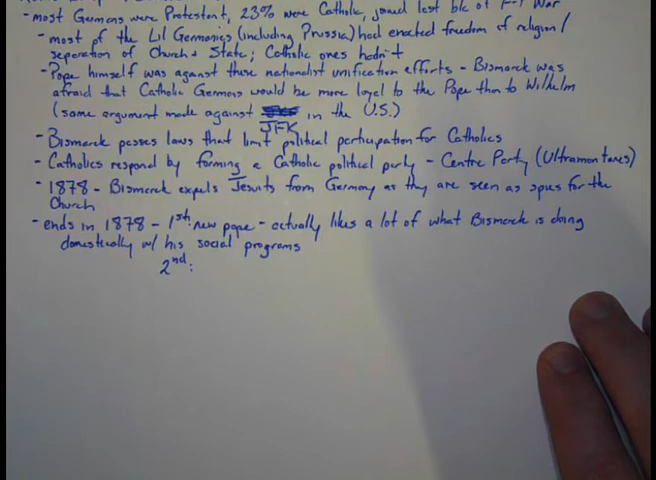 - most Germans were Protestant, 23% were Catholic, joined last b/c of F-P War
- most of the Lil Germanies (including Prussia) had enacted freedom of religion/
separation of Church + State; Catholic ones hadn't
- Pope himself was against these nationalist unification efforts - Bismarck was
afraid that Catholic Germans would be more loyal to the Pope than to Wilhelm
(same argument made against in the U.S.)
JFK
- Bismarck passes laws that limit political participation for Catholics
- Catholics respond by forming a Catholic political party - Centre Party (Ultramontanes)
- 1878 - Bismarck expels Jesuits from Germany as they are seen as spies for the
Church
- ends in 1878 - 1st: new pope - actually likes a lot of what Bismarck is doing
domestically w/ his social programs
2nd: